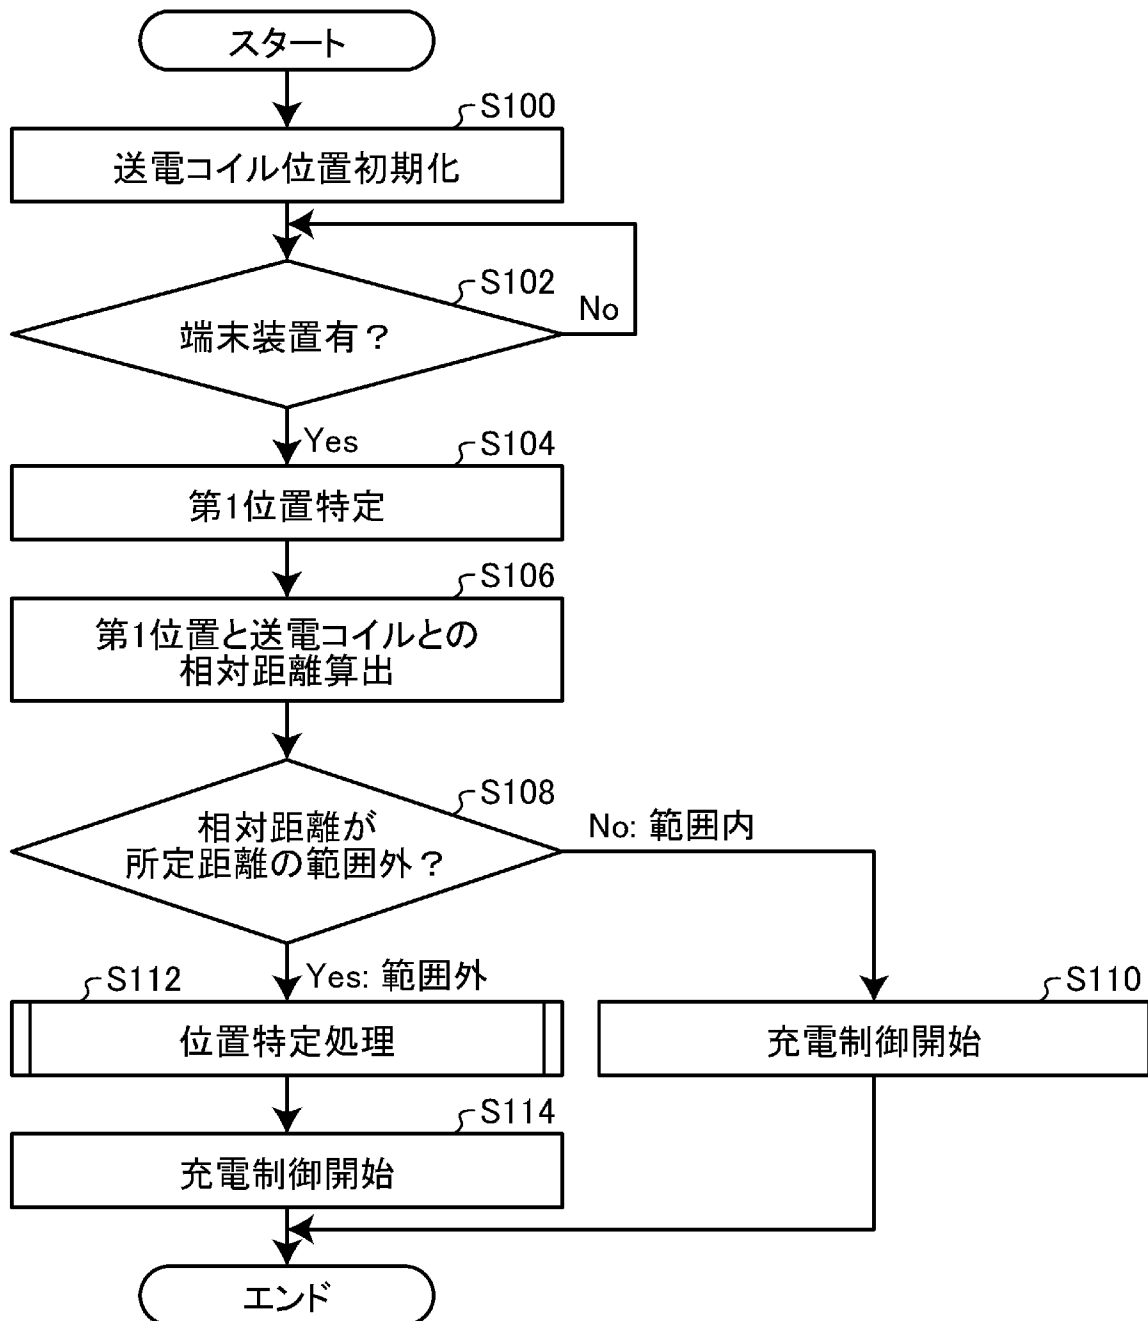 スタート
S100
送電コイル位置初期化
S102
端末装置有？
No
Yes
S104
第1位置特定
S106
第1位置と送電コイルとの
相対距離算出
S108
相対距離が
所定距離の範囲外？
No: 範囲内
Yes: 範囲外
S112
位置特定処理
S110
充電制御開始
S114
充電制御開始
エンド